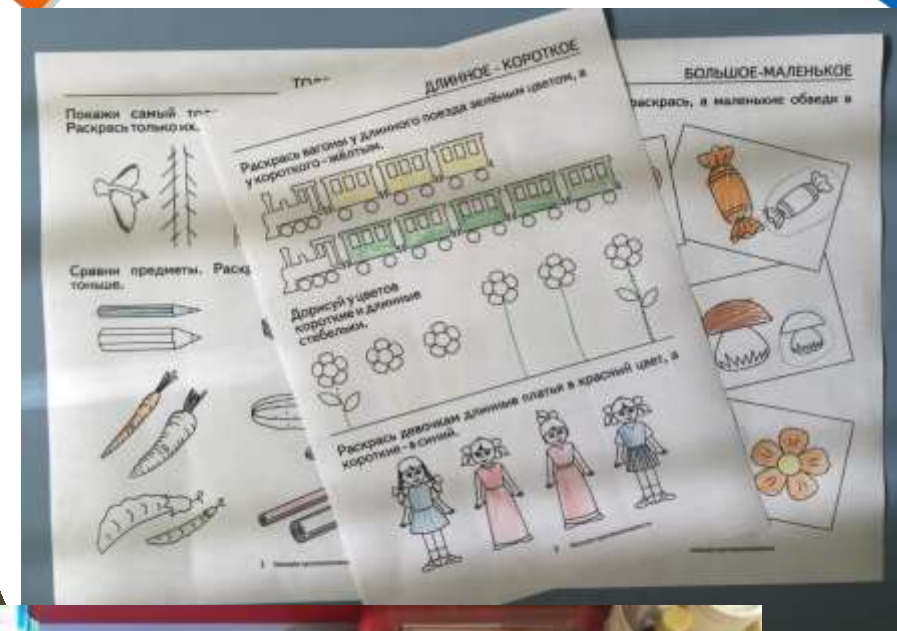 Покажи самый
Раскрась только их.
Сравни предметы.
тоньше.
ДЛИННОЕ - КОРОТКОЕ
Раскрась вагоны у длинного поезда зелёным цветом, а
у короткого - жёлтым.
Дорисуй у цветов
короткие и длинные
стебельки.
Раскрась девочкам длинные платья в красный цвет, а
короткие - в синий.
БОЛЬШОЕ-МАЛЕНЬКОЕ
раскрась, а маленькие обведи в